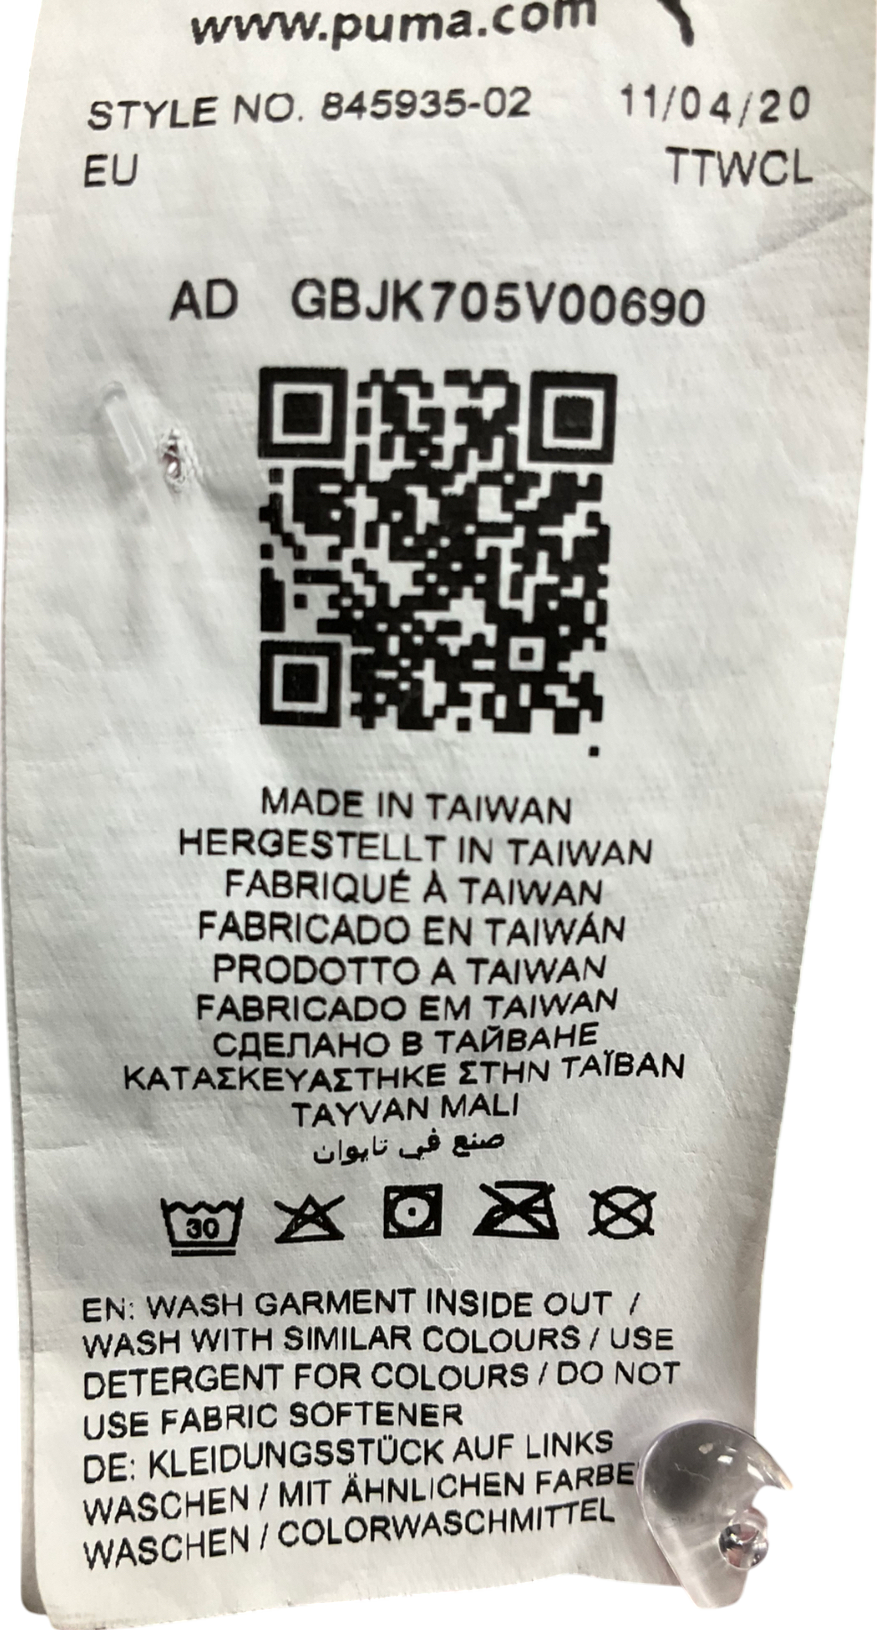 www.puma.com
STYLE NO. 845935-02 11/04/20
EU TTWCL
AD GBJK705V00690
MADE IN TAIWAN
HERGESTELLT IN TAIWAN
FABRIQUÉ À TAIWAN
FABRICADO EN TAIWÁN
PRODOTTO A TAIWAN
FABRICADO EM TAIWAN
СДЕЛАНО В ТАЙВАНЕ
ΚΑΤΑΣΚΕΥΑΣΤΗΚΕ ΣΤΗΝ ΤΑΪΒΑΝ
TAYVAN MALI
صنع في تايوان
30
EN: WASH GARMENT INSIDE OUT /
WASH WITH SIMILAR COLOURS / USE
DETERGENT FOR COLOURS / DO NOT
USE FABRIC SOFTENER
DE: KLEIDUNGSSTÜCK AUF LINKS
WASCHEN / MIT ÄHNLICHEN FARBE
WASCHEN / COLORWASCHMITTEL